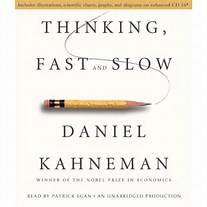 Includes illustrations, scientific charts, graphs, and diagrams on enhanced CD 16*
THINKING,
FAST AND SLOW
DANIEL
KAHNEMAN
WINNER OF THE NOBEL PRIZE IN ECONOMICS
READ BY PATRICK EGAN • AN UNABRIDGED PRODUCTION